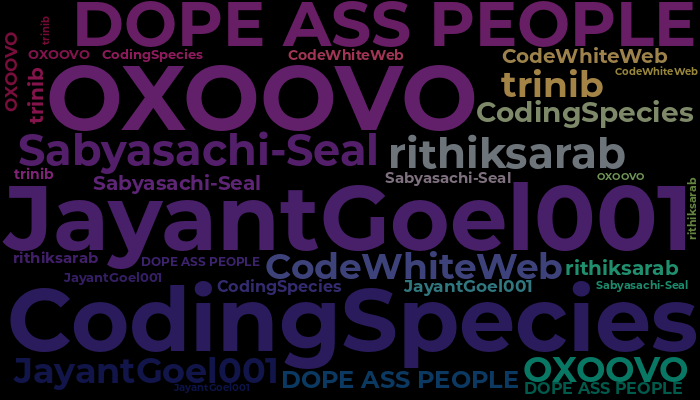 DOPE ASS PEOPLE
OXOOVO
trinib
trinib
OXOOVO
CodingSpecies
CodeWhiteWeb
CodeWhiteWeb
CodeWhiteWeb
OXOOVO
trinib
CodingSpecies
Sabyasachi-Seal
rithiksarab
trinib
Sabyasachi-Seal
Sabyasachi-Seal
OXOOVO
rithiksarab
JayantGoel001
rithiksarab
DOPE ASS PEOPLE
CodeWhiteWeb
rithiksarab
JayantGoel001
CodingSpecies
JayantGoel001
Sabyasachi-Seal
CodingSpecies
JayantGoel001
JayantGoel001
DOPE ASS PEOPLE
OXOOVO
DOPE ASS PEOPLE